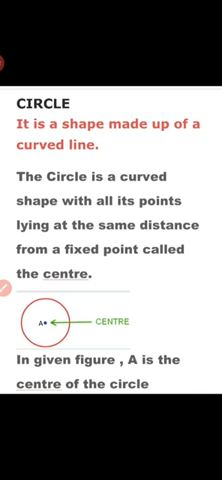 CIRCLE
It is a shape made up of a
curved line.
The Circle is a curved
shape with all its points
lying at the same distance
from a fixed point called
the centre.
A
CENTRE
In given figure , A is the
centre of the circle